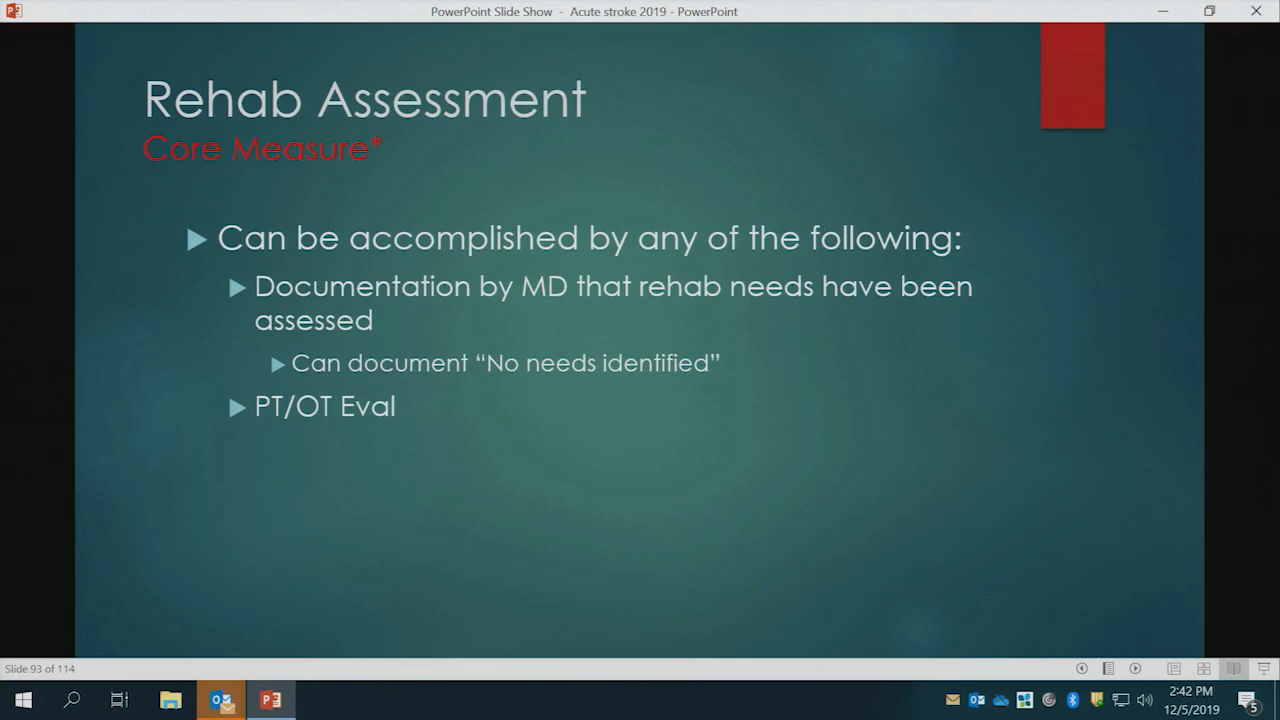 PowerPoint Slide Show - Acute stroke 2019 - PowerPoint
Rehab Assessment
Core Measure*
Can be accomplished by any of the following:
Documentation by MD that rehab needs have been
assessed
Can document “No needs identified”
PT/OT Eval
Slide 93 of 114
2:42 PM
12/5/2019
5